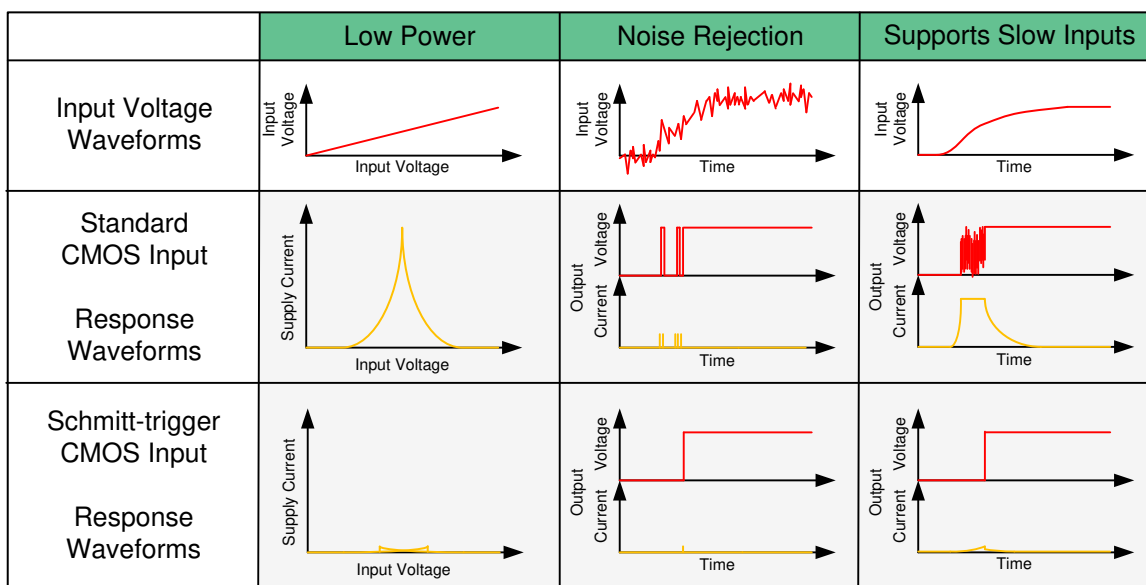 Low Power
Noise Rejection
Supports Slow Inputs
Input Voltage
Waveforms
Input
Voltage
Input Voltage
Input
Voltage
Time
Input
Voltage
Time
Standard
CMOS Input
Response
Waveforms
Supply Current
Input Voltage
Output
Voltage
Current
Time
Output
Voltage
Current
Time
Schmitt-trigger
CMOS Input
Response
Waveforms
Supply Current
Input Voltage
Output
Voltage
Current
Time
Output
Voltage
Current
Time